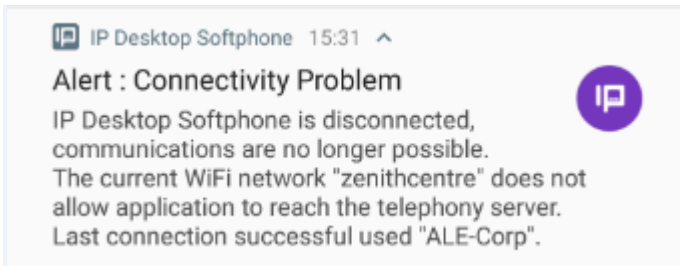 IP Desktop Softphone 15:31
Alert : Connectivity Problem
IP Desktop Softphone is disconnected,
communications are no longer possible.
The current WiFi network "zenithcentre" does not
allow application to reach the telephony server.
Last connection successful used "ALE-Corp".